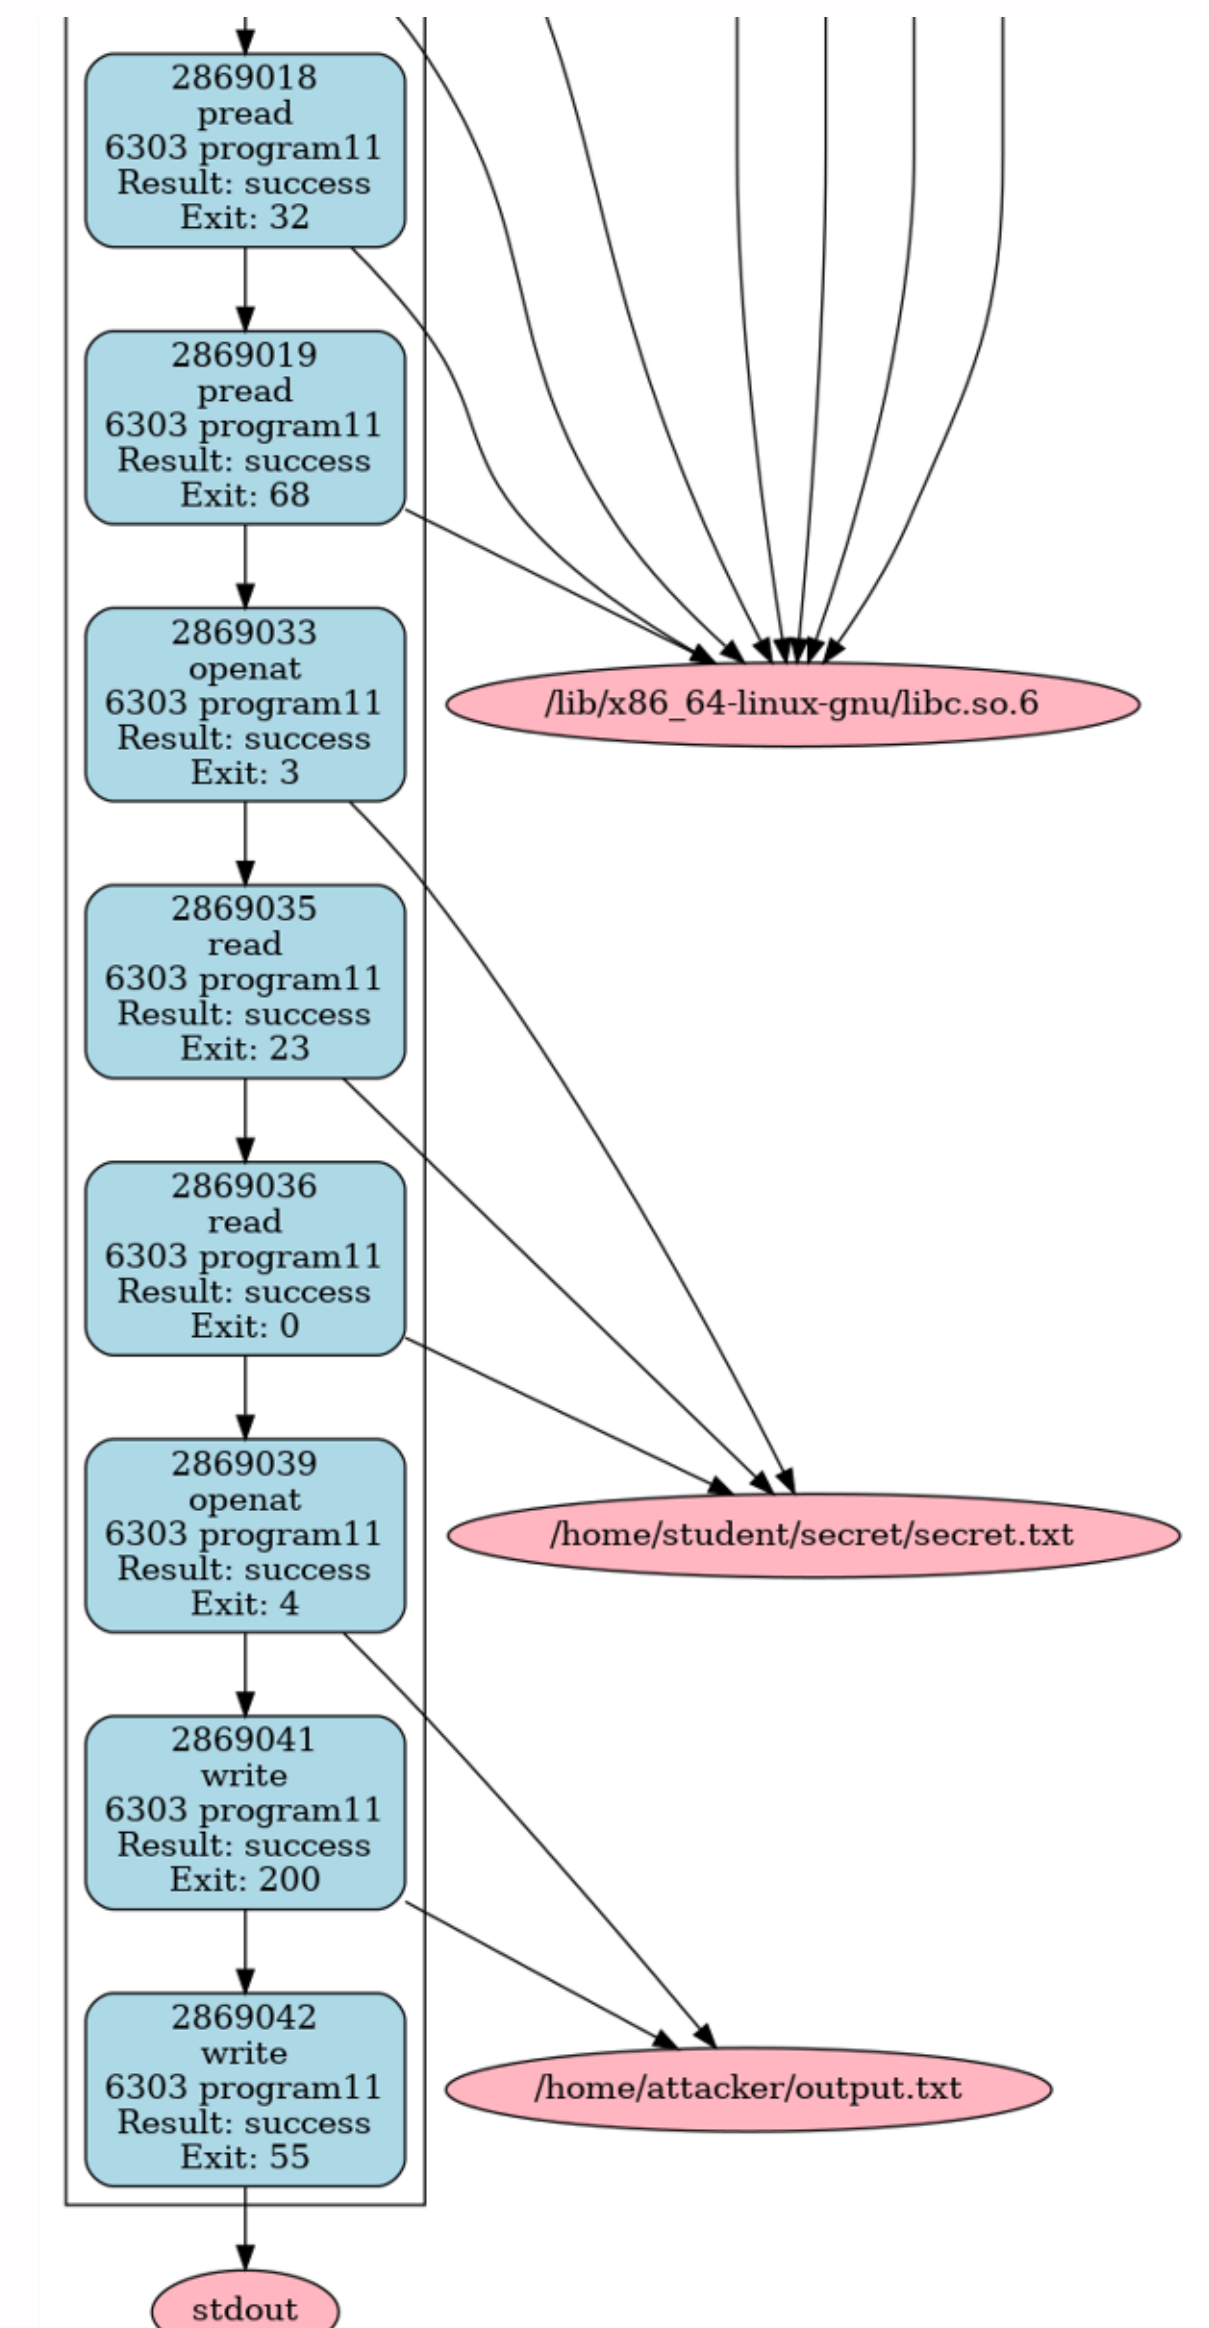 2869018
pread
6303 program11
Result: success
Exit: 32
2869019
pread
6303 program11
Result: success
Exit: 68
2869033
openat
6303 program11
Result: success
Exit: 3
/lib/x86_64-linux-gnu/libc.so.6
2869035
read
6303 program11
Result: success
Exit: 23
2869036
read
6303 program11
Result: success
Exit: 0
2869039
openat
6303 program11
Result: success
Exit: 4
/home/student/secret/secret.txt
2869041
write
6303 program11
Result: success
Exit: 200
2869042
write
6303 program11
Result: success
Exit: 55
/home/attacker/output.txt
stdout